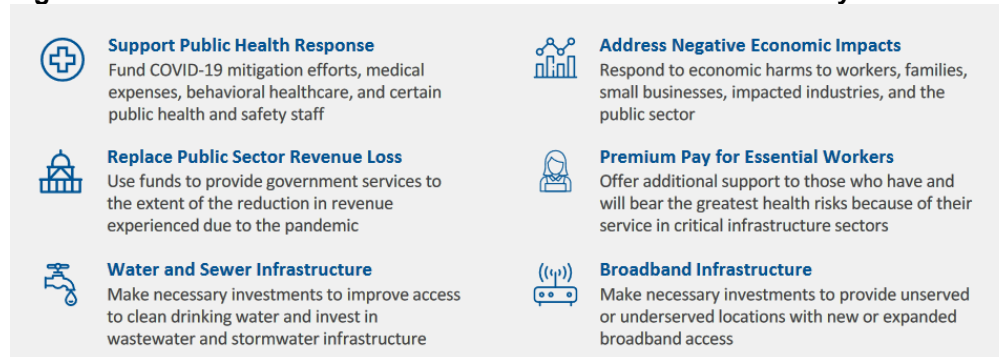 Support Public Health Response
Fund COVID-19 mitigation efforts, medical
expenses, behavioral healthcare, and certain
public health and safety staff
Address Negative Economic Impacts
Respond to economic harms to workers, families,
small businesses, impacted industries, and the
public sector
Replace Public Sector Revenue Loss
Use funds to provide government services to
the extent of the reduction in revenue
experienced due to the pandemic
Premium Pay for Essential Workers
Offer additional support to those who have and
will bear the greatest health risks because of their
service in critical infrastructure sectors
Water and Sewer Infrastructure
Make necessary investments to improve access
to clean drinking water and invest in
wastewater and stormwater infrastructure
Broadband Infrastructure
Make necessary investments to provide unserved
or underserved locations with new or expanded
broadband access